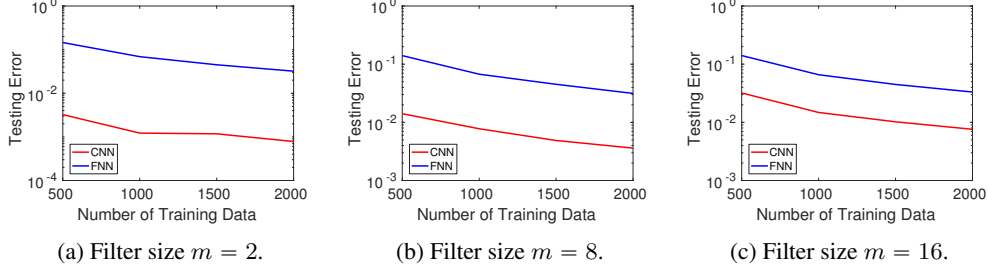 10^0
10^-2
10^-4
Testing Error
CNN
FNN
500 1000 1500 2000
Number of Training Data
(a) Filter size m = 2.
10^0
10^-1
10^-2
10^-3
Testing Error
CNN
FNN
500 1000 1500 2000
Number of Training Data
(b) Filter size m = 8.
10^0
10^-1
10^-2
10^-3
Testing Error
CNN
FNN
500 1000 1500 2000
Number of Training Data
(c) Filter size m = 16.